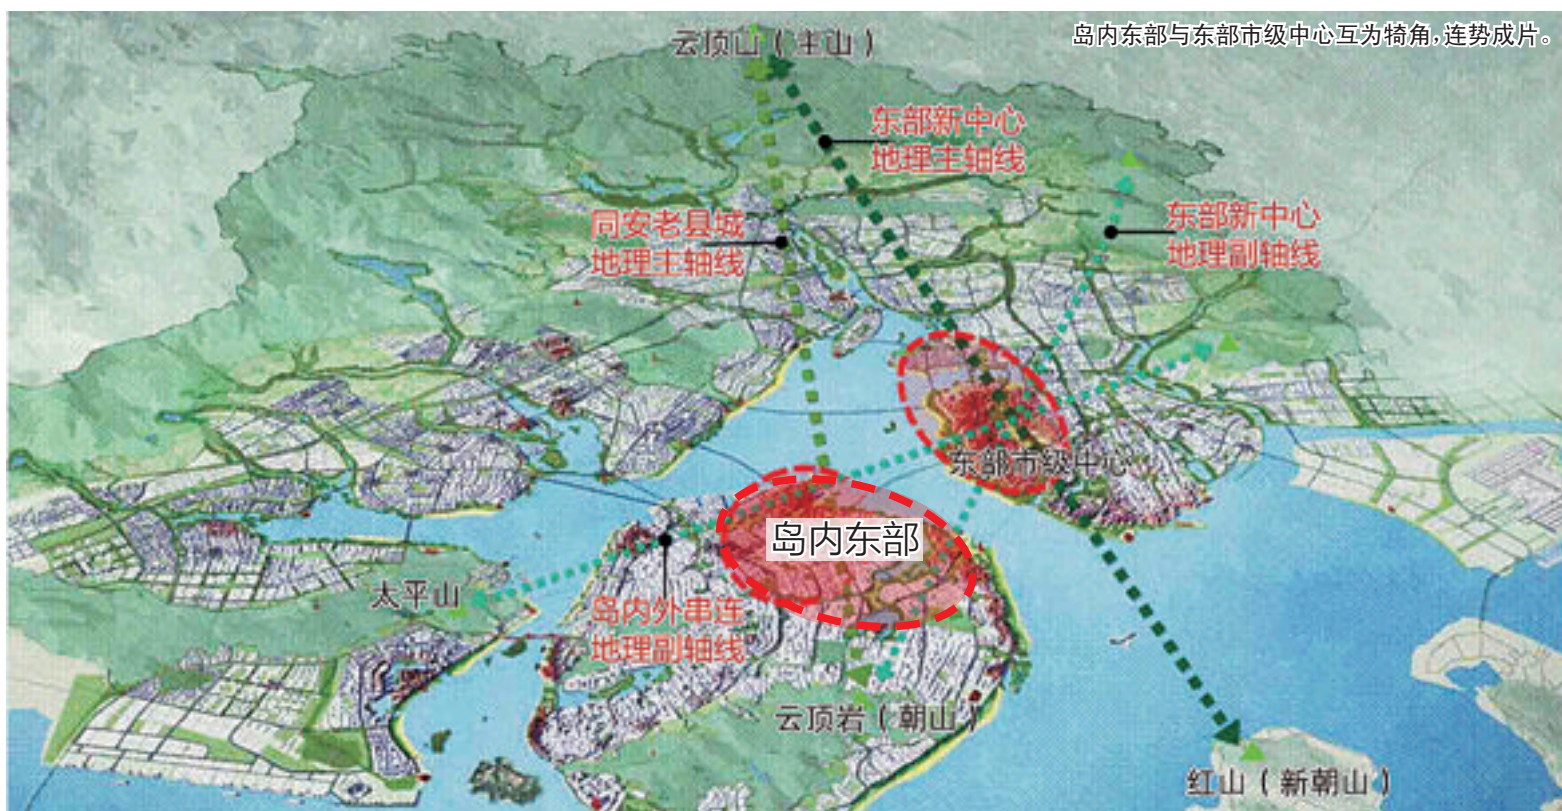 云顶山（主山）
岛内东部与东部市级中心互为犄角，连势成片。
东部新中心
地理主轴线
东部新中心
地理副轴线
同安老县城
地理主轴线
东部市级中心
岛内东部
太平山
岛内外串连
地理副轴线
云顶岩（朝山）
红山（新朝山）